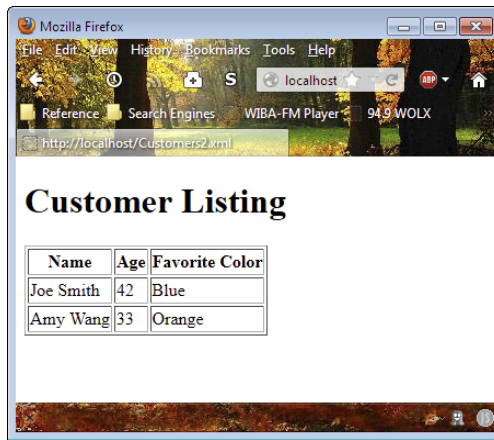 Mozilla Firefox
File Edit View History Bookmarks Tools Help
S localhost C ABP
Reference Search Engines WIBA-FM Player 94.9 WOLX »
http://localhost/Customers2.xml
Customer Listing
Name Age Favorite Color
Joe Smith 42 Blue
Amy Wang 33 Orange